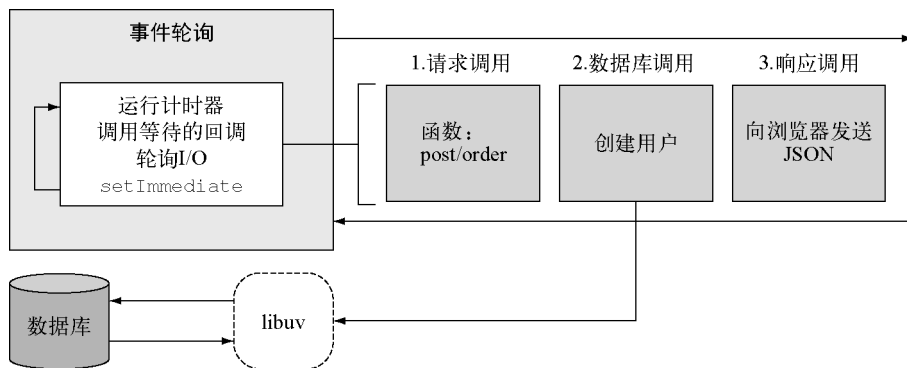 事件轮询
运行计时器
调用等待的回调
轮询I/O
setImmediate
1.请求调用
函数：
post/order
2.数据库调用
创建用户
3.响应调用
向浏览器发送
JSON
数据库
libuv